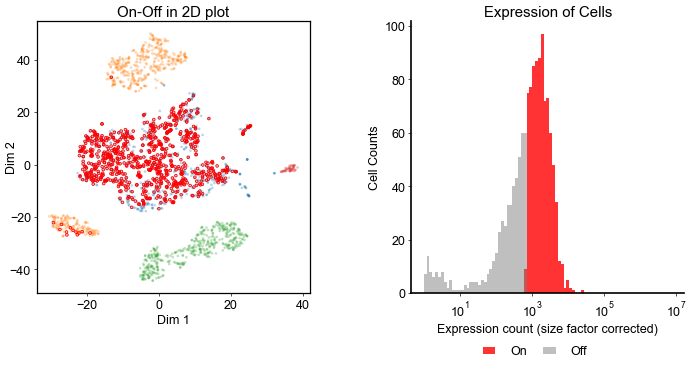 On-Off in 2D plot
Dim 2
40
20
0
−20
−40
−20
0
20
40
Dim 1
Expression of Cells
Cell Counts
100
80
60
40
20
0
10^1
10^3
10^5
10^7
Expression count (size factor corrected)
On
Off